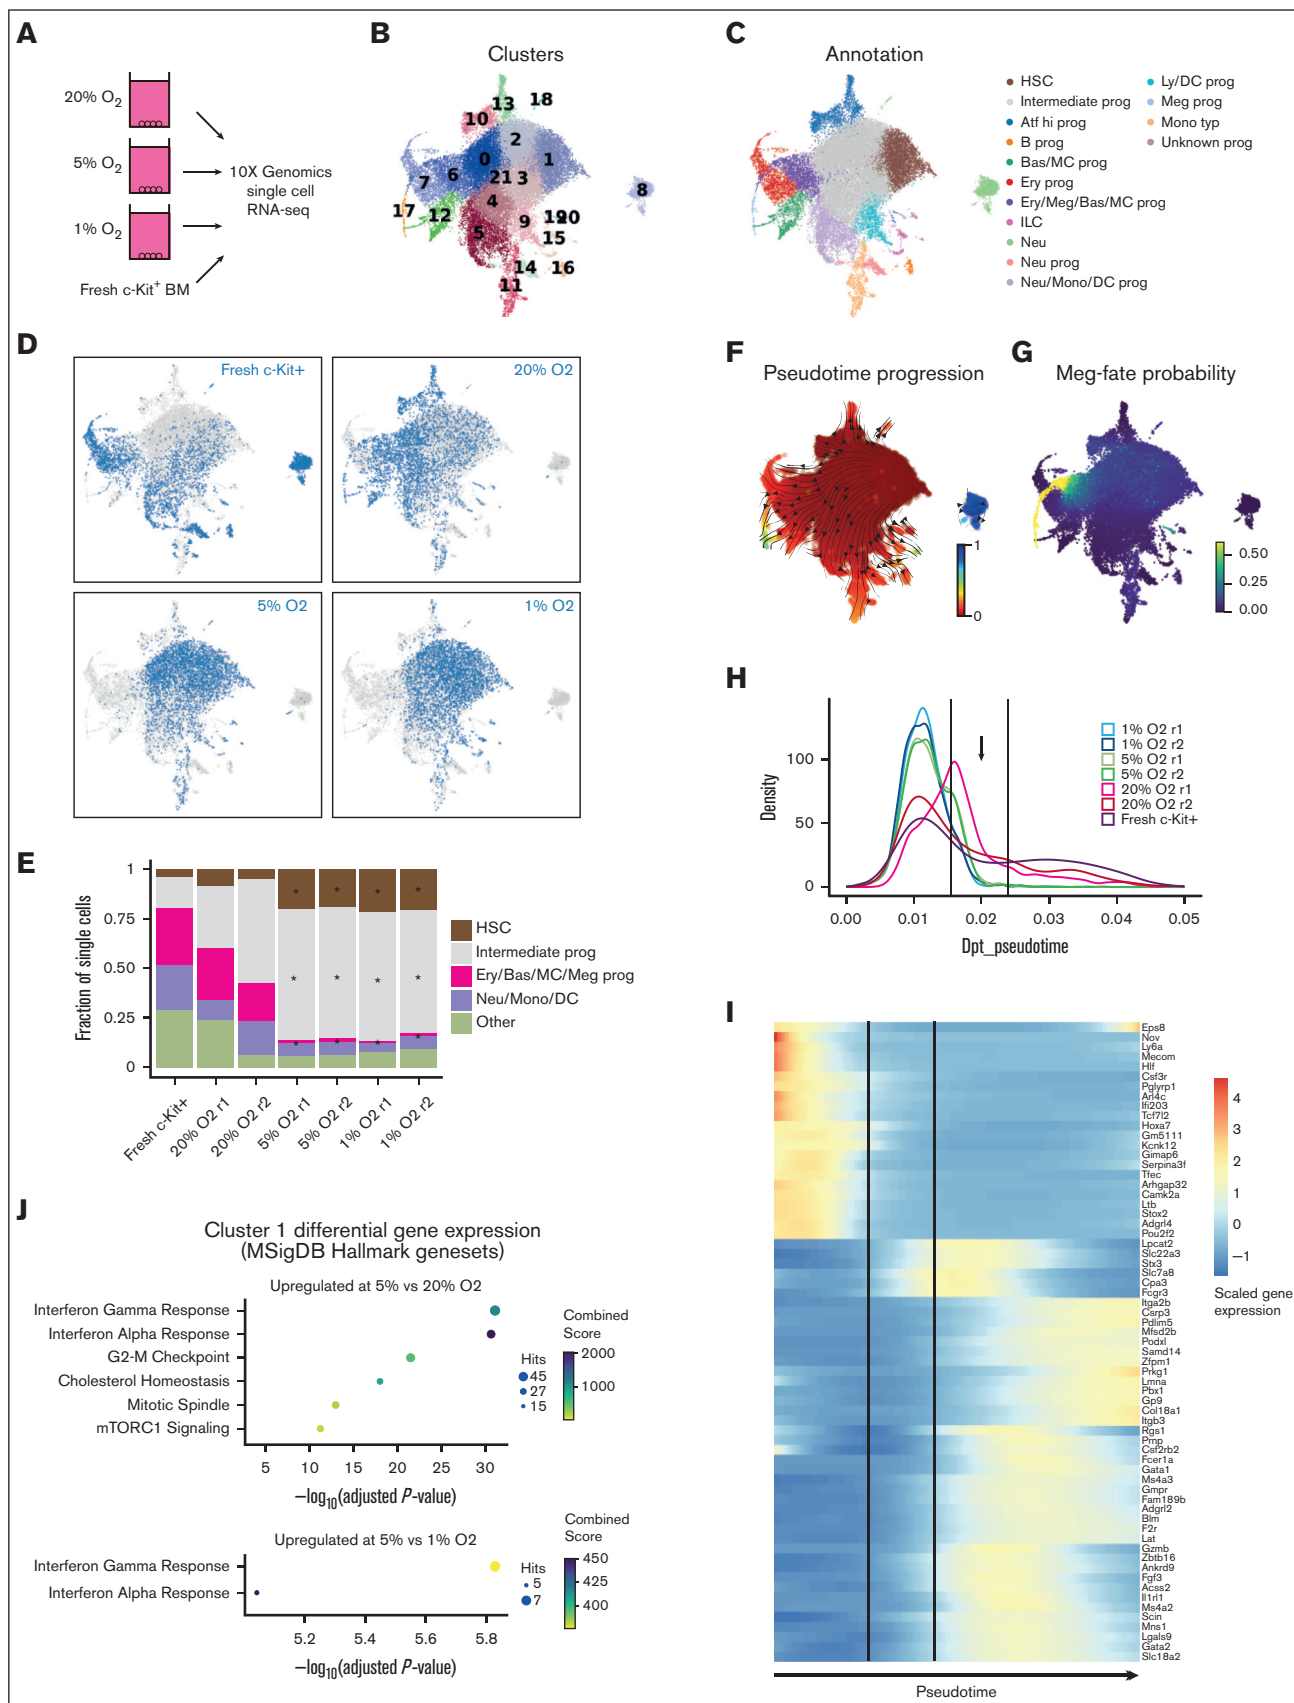 A
20% O2
5% O2
1% O2
Fresh c-Kit+ BM
10X Genomics
single cell
RNA-seq
B
Clusters
13
18
10
2
0
1
21
3
7
6
8
4
17
12
9
19
20
5
15
14
16
11
C
Annotation
HSC
Intermediate prog
Atf hi prog
B prog
Bas/MC prog
Ery prog
Ery/Meg/Bas/MC prog
ILC
Neu
Neu prog
Neu/Mono/DC prog
Ly/DC prog
Meg prog
Mono typ
Unknown prog
D
Fresh c-Kit+
20% O2
5% O2
1% O2
E
Fraction of single cells
1
0.75
0.50
0.25
0
* * * *
* * * *
* * * *
Fresh c-Kit+
20% O2 r1
20% O2 r2
5% O2 r1
5% O2 r2
1% O2 r1
1% O2 r2
HSC
Intermediate prog
Ery/Bas/MC/Meg prog
Neu/Mono/DC
Other
F
Pseudotime progression
1
0
G
Meg-fate probability
0.50
0.25
0.00
H
Density
100
50
0
0.00 0.01 0.02 0.03 0.04 0.05
Dpt_pseudotime
1% O2 r1
1% O2 r2
5% O2 r1
5% O2 r2
20% O2 r1
20% O2 r2
Fresh c-Kit+
I
Eps8
Nov
Ly6a
Mecom
Hlf
Csf3r
Pglyrp1
Arl4c
Ifi203
Tcf7l2
Hoxa7
Gm5111
Kcnk12
Gimap6
Serpina3f
Tfec
Arhgap32
Camk2a
Ltb
Stox2
Adgrl4
Pou2f2
Lpcat2
Slc22a3
Stx3
Slc7a8
Cpa3
Fcgr3
Itga2b
Csrp3
Pdlim5
Mfsd2b
Podxl
Samd14
Zfpm1
Prkg1
Lmna
Pbx1
Gp9
Col18a1
Itgb3
Rgs1
Prnp
Csf2rb2
Fcer1a
Gata1
Ms4a3
Gmpr
Fam189b
Adgrl2
Blm
F2r
Lat
Gzmb
Zbtb16
Ankrd9
Fgf3
Acss2
Il1rl1
Ms4a2
Scin
Mns1
Lgals9
Gata2
Slc18a2
4
3
2
1
0
−1
Scaled gene
expression
Pseudotime
J
Cluster 1 differential gene expression
(MSigDB Hallmark genesets)
Upregulated at 5% vs 20% O2
Interferon Gamma Response
Interferon Alpha Response
G2-M Checkpoint
Cholesterol Homeostasis
Mitotic Spindle
mTORC1 Signaling
5 10 15 20 25 30
−log10(adjusted P-value)
Hits
45
27
15
Combined
Score
2000
1000
Upregulated at 5% vs 1% O2
Interferon Gamma Response
Interferon Alpha Response
5.2 5.4 5.6 5.8
−log10(adjusted P-value)
Hits
5
7
Combined
Score
450
425
400